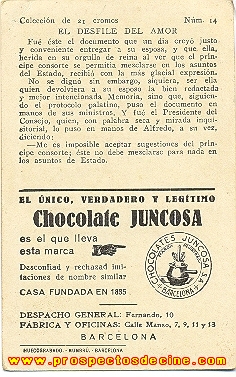 Colección de 21 cromos Núm. 14
EL DESFILE DEL AMOR
Fué éste el documento que un día creyó justo
y conveniente entregar a su esposa, y que ella,
herida en su orgullo de reina al ver que el prín-
cipe consorte se permitía mezclarse en los asuntos
del Estado, recibió con la más glacial expresión.
No se dignó sin embargo, siquiera, ser ella
quien devolviera a su esposo la bien redactada
y mejor intencionada Memoria, sino que, siguien-
do el protocolo palatino, puso el documento en
manos de sus ministros. Y fué el Presidente del
Consejo, quien, con palabra seca y mirada inqui-
sitorial, lo puso en manos de Alfredo, a su vez,
diciendo:
—Me es imposible aceptar sugestiones del prín-
cipe consorte; éste no debe mezclarse para nada en
los asuntos de Estado.
EL ÚNICO, VERDADERO Y LEGÍTIMO
Chocolate JUNCOSA
es el que lleva
esta marca
Desconfiad y rechazad imi-
taciones de nombre similar
CASA FUNDADA EN 1835
CHOCOLATES JUNCOSA
BARCELONA
DESPACHO GENERAL: Fernando, 10
FÁBRICA Y OFICINAS: Calle Manso, 7, 9, 11 y 13
BARCELONA
HUECOGRABADO.-RUMBRÚ.-BARCELONA
www.prospectosdecine.com